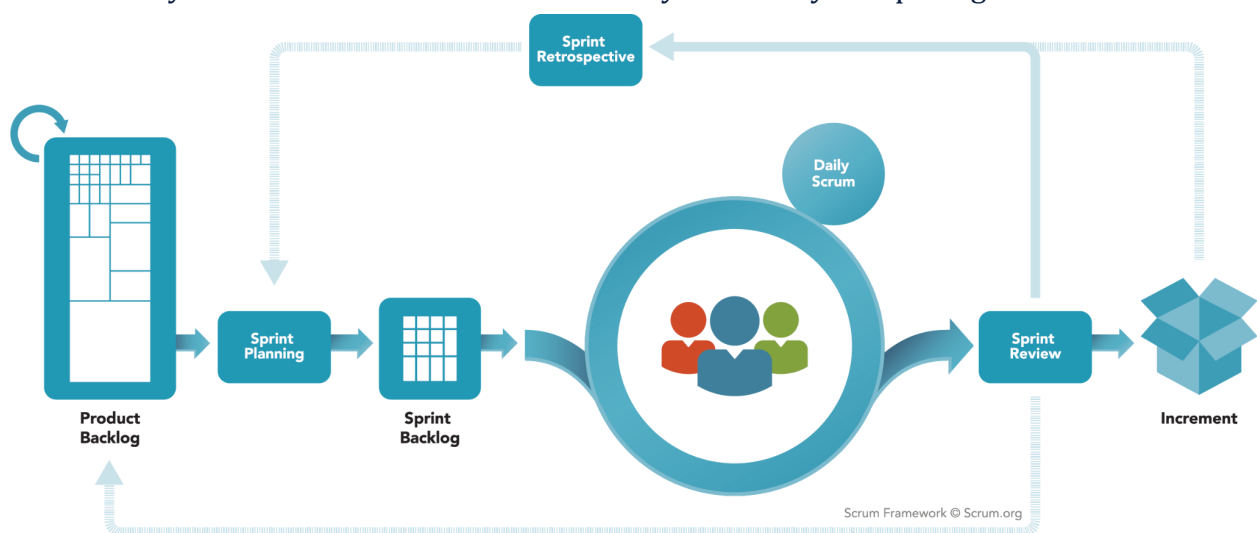 Sprint
Retrospective
Daily
Scrum
Sprint
Planning
Sprint
Review
Product
Backlog
Sprint
Backlog
Increment
Scrum Framework © Scrum.org